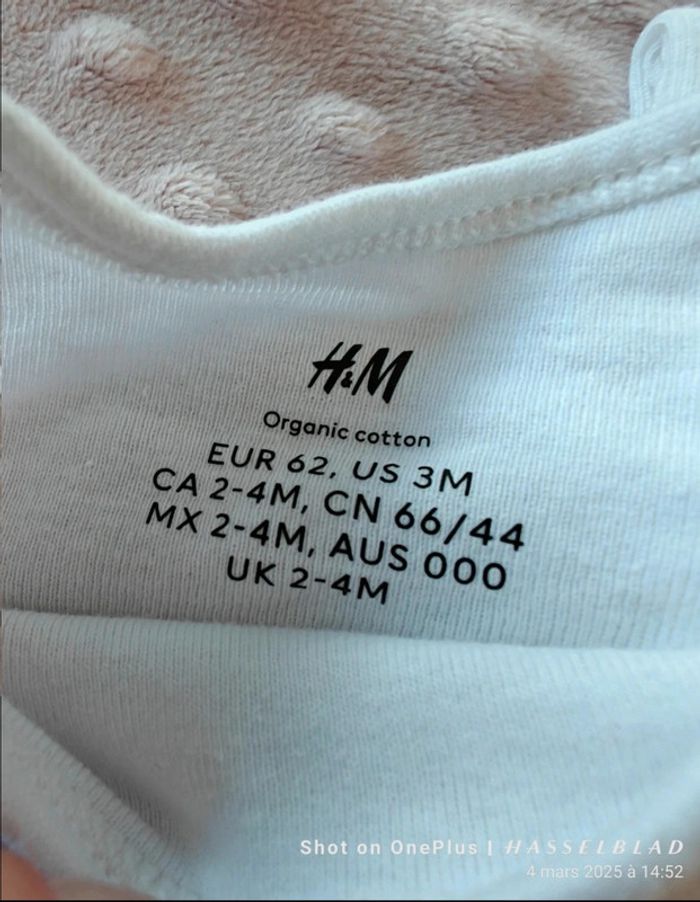 H&M
Organic cotton
EUR 62, US 3M
CA 2-4M, CN 66/44
MX 2-4M, AUS 000
UK 2-4M
Shot on OnePlus | HASSELBLAD
4 mars 2025 à 14:52